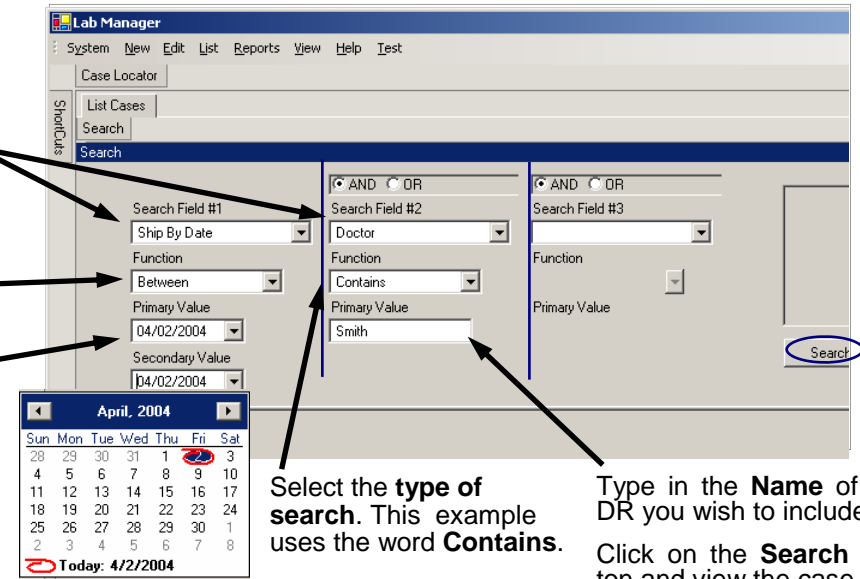 Lab Manager
System New Edit List Reports View Help Test
Case Locator
ShortCuts
List Cases
Search
Search
AND OR
AND OR
Search Field #1
Search Field #2
Search Field #3
Ship By Date
Doctor
Function
Function
Function
Between
Contains
Primary Value
Primary Value
Primary Value
04/02/2004
Smith
Secondary Value
Search
04/02/2004
April, 2004
Sun Mon Tue Wed Thu Fri Sat
28 29 30 31 1 2 3
4 5 6 7 8 9 10
11 12 13 14 15 16 17
18 19 20 21 22 23 24
25 26 27 28 29 30 1
2 3 4 5 6 7 8
Today: 4/2/2004
Select the type of
search. This example
uses the word Contains.
Type in the Name of
DR you wish to include
Click on the Search
ton and view the case